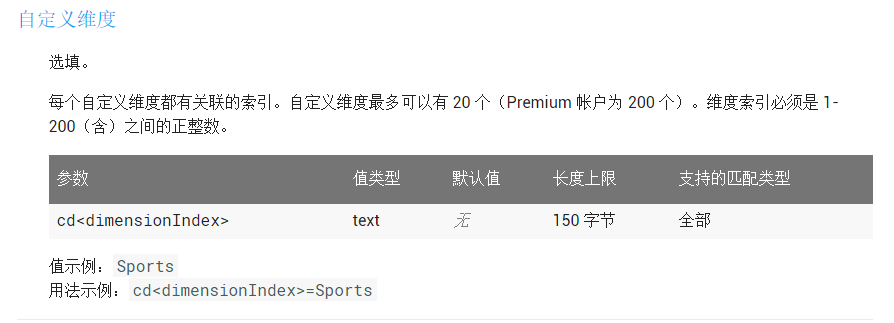 自定义维度
选填。
每个自定义维度都有关联的索引。自定义维度最多可以有 20 个（Premium 帐户为 200 个）。维度索引必须是 1-
200（含）之间的正整数。
参数 值类型 默认值 长度上限 支持的匹配类型
cd<dimensionIndex> text 无 150 字节 全部
值示例： Sports
用法示例： cd<dimensionIndex>=Sports